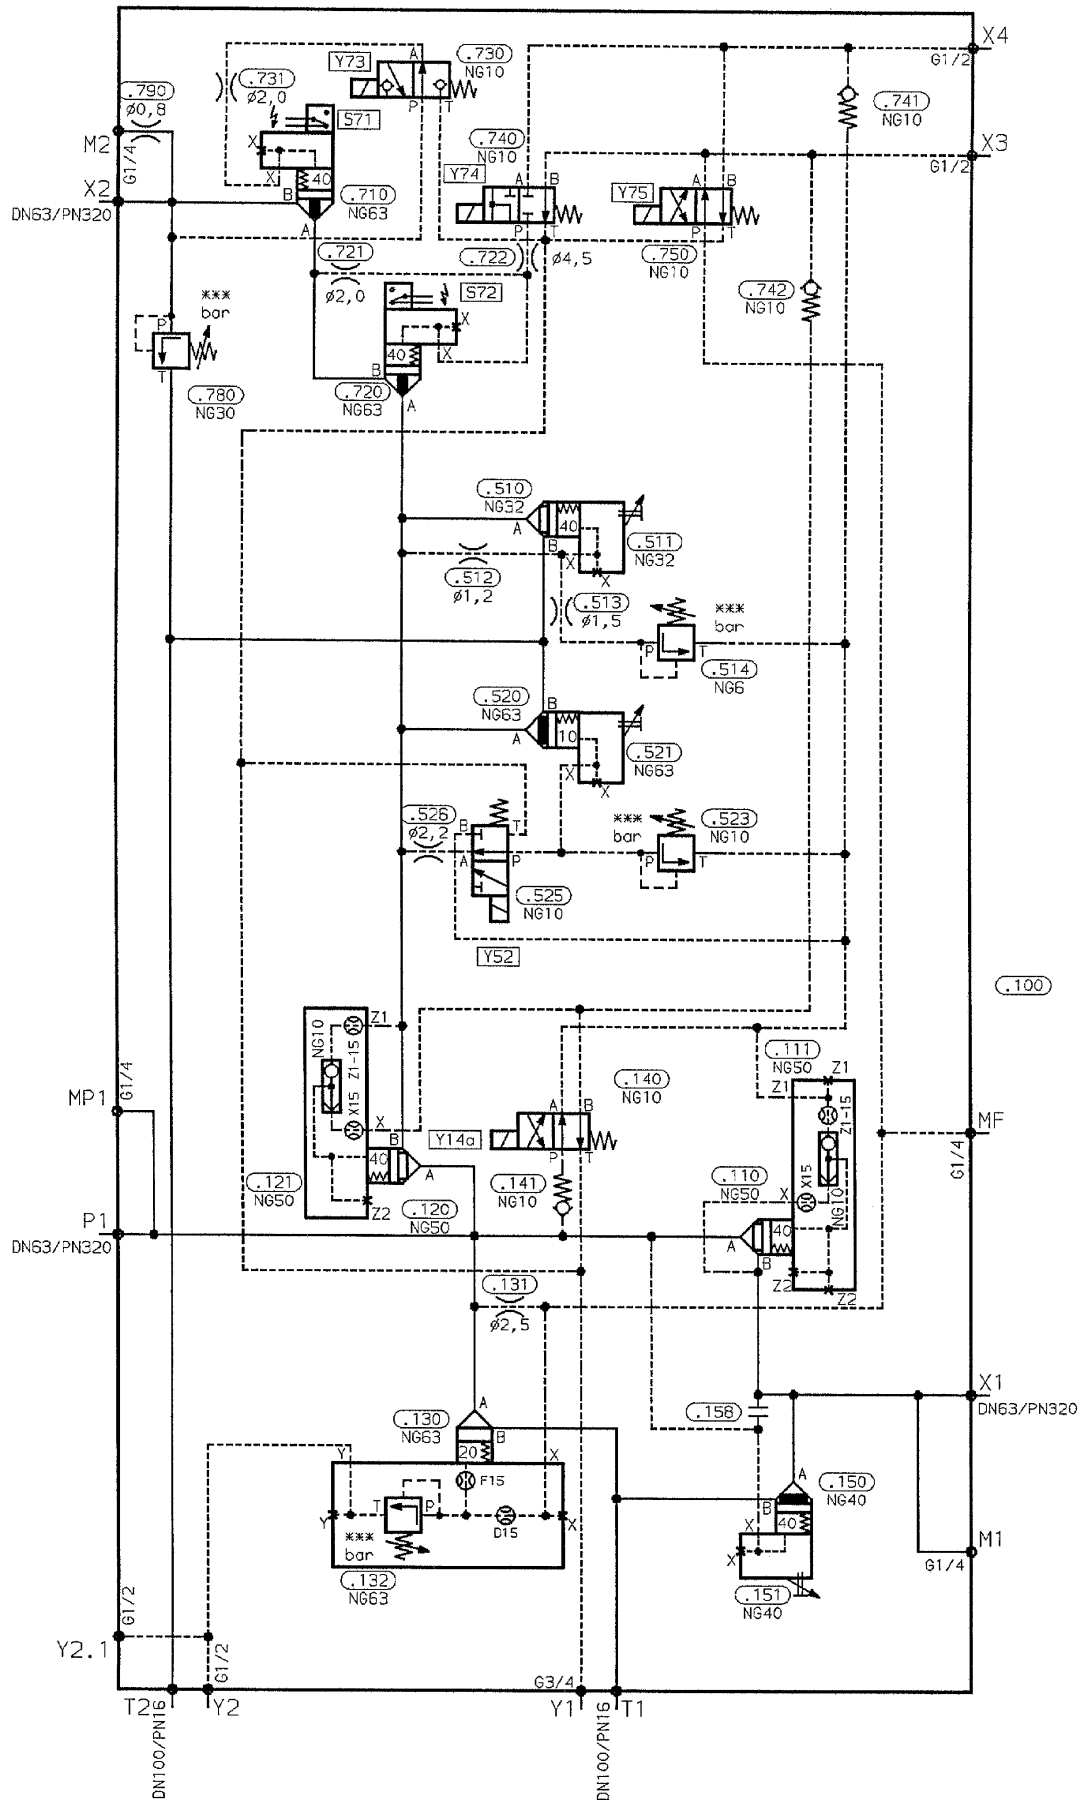 X4
G1/2
Y73
A
P
T
.730
NG10
.731
ø2,0
.790
ø0,8
S71
.741
NG10
M2
G1/4
X
X
40
B
A
.740
NG10
X3
G1/2
X2
DN63/PN320
.710
NG63
Y74
A
B
P
T
Y75
A
B
P
T
.721
ø2,0
.722
ø4,5
.750
NG10
S72
.742
NG10
***
bar
P
T
X
X
40
B
A
.780
NG30
.720
NG63
.510
NG32
A
B
40
X
X
.511
NG32
.512
ø1,2
.513
ø1,5
***
bar
P
T
.514
NG6
.520
NG63
B
A
10
X
X
.521
NG63
.526
ø2,2
B
T
A
P
***
bar
.523
NG10
P
T
.525
NG10
Y52
.100
NG10
Z1
Z1-15
X15
X
B
40
A
Z2
.121
NG50
.120
NG50
MP1
G1/4
.111
NG50
Z1
Z1
Z1-15
X15
NG10
X
.140
NG10
Y14a
A
B
P
T
.141
NG10
.110
NG50
MF
G1/4
P1
DN63/PN320
A
40
B
Z2
Z2
.131
ø2,5
X1
DN63/PN320
.158
.130
NG63
A
B
20
Y
X
F15
T
P
Y
D15
X
***
bar
.132
NG63
A
B
40
X
X
.150
NG40
.151
NG40
M1
G1/4
G1/2
Y2.1
G1/2
G3/4
T2
DN100/PN16
Y2
Y1
T1
DN100/PN16